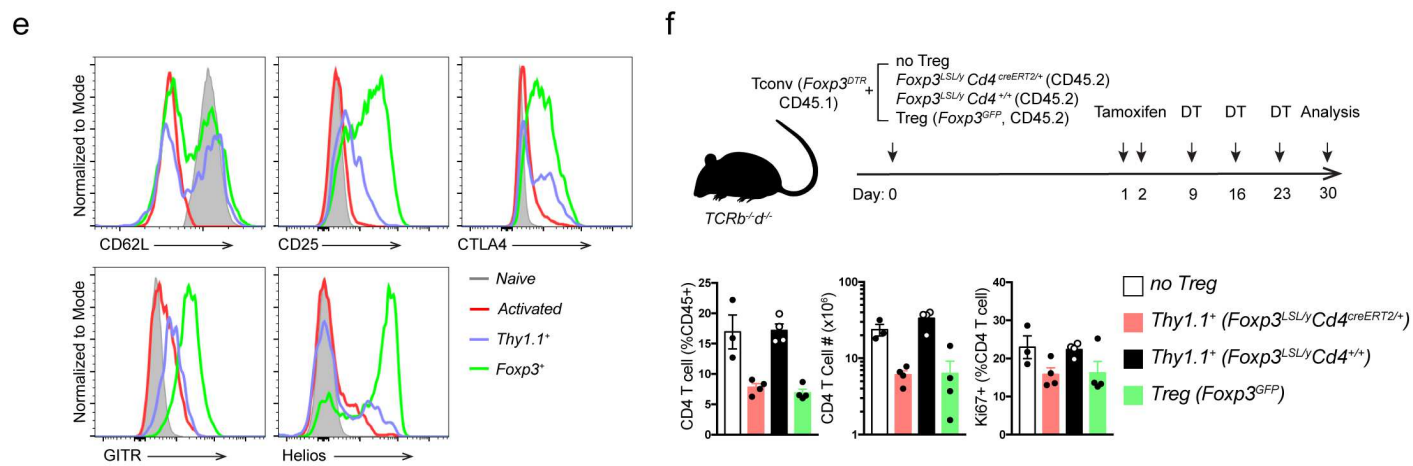 e
Normalized to Mode
CD62L
CD25
CTLA4
Normalized to Mode
GITR
Helios
Naive
Activated
Thy1.1+
Foxp3+
f
Tconv (Foxp3DTR
CD45.1)
+
no Treg
Foxp3LSL/y Cd4creERT2/+ (CD45.2)
Foxp3LSL/y Cd4+/+ (CD45.2)
Treg (Foxp3GFP, CD45.2)
TCRb-/-d-/-
Tamoxifen DT DT DT Analysis
Day: 0 1 2 9 16 23 30
CD4 T cell (%CD45+)
25
20
15
10
5
0
CD4 T Cell # (x10⁶)
100
10
1
Ki67+ (%CD4 T cell)
40
30
20
10
0
no Treg
Thy1.1+ (Foxp3LSL/yCd4creERT2/+)
Thy1.1+ (Foxp3LSL/yCd4+/+)
Treg (Foxp3GFP)